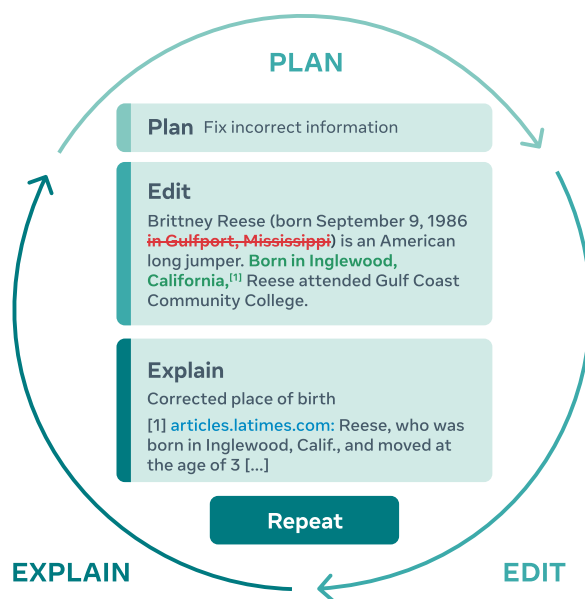 PLAN
Plan Fix incorrect information
Edit
Brittney Reese (born September 9, 1986
in Gulfport, Mississippi) is an American
long jumper. Born in Inglewood,
California,[1] Reese attended Gulf Coast
Community College.
Explain
Corrected place of birth
[1] articles.latimes.com: Reese, who was
born in Inglewood, Calif., and moved at
the age of 3 [...]
Repeat
EXPLAIN
EDIT